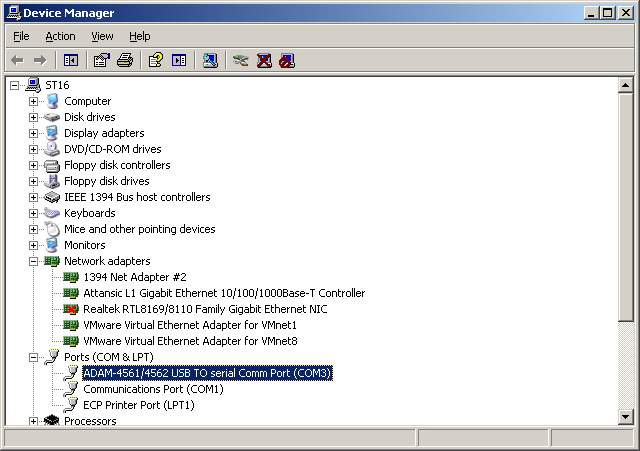 Device Manager
File Action View Help
ST16
Computer
Disk drives
Display adapters
DVD/CD-ROM drives
Floppy disk controllers
Floppy disk drives
IEEE 1394 Bus host controllers
Keyboards
Mice and other pointing devices
Monitors
Network adapters
1394 Net Adapter #2
Attansic L1 Gigabit Ethernet 10/100/1000Base-T Controller
Realtek RTL8169/8110 Family Gigabit Ethernet NIC
VMware Virtual Ethernet Adapter for VMnet1
VMware Virtual Ethernet Adapter for VMnet8
Ports (COM & LPT)
ADAM-4561/4562 USB TO serial Comm Port (COM3)
Communications Port (COM1)
ECP Printer Port (LPT1)
Processors